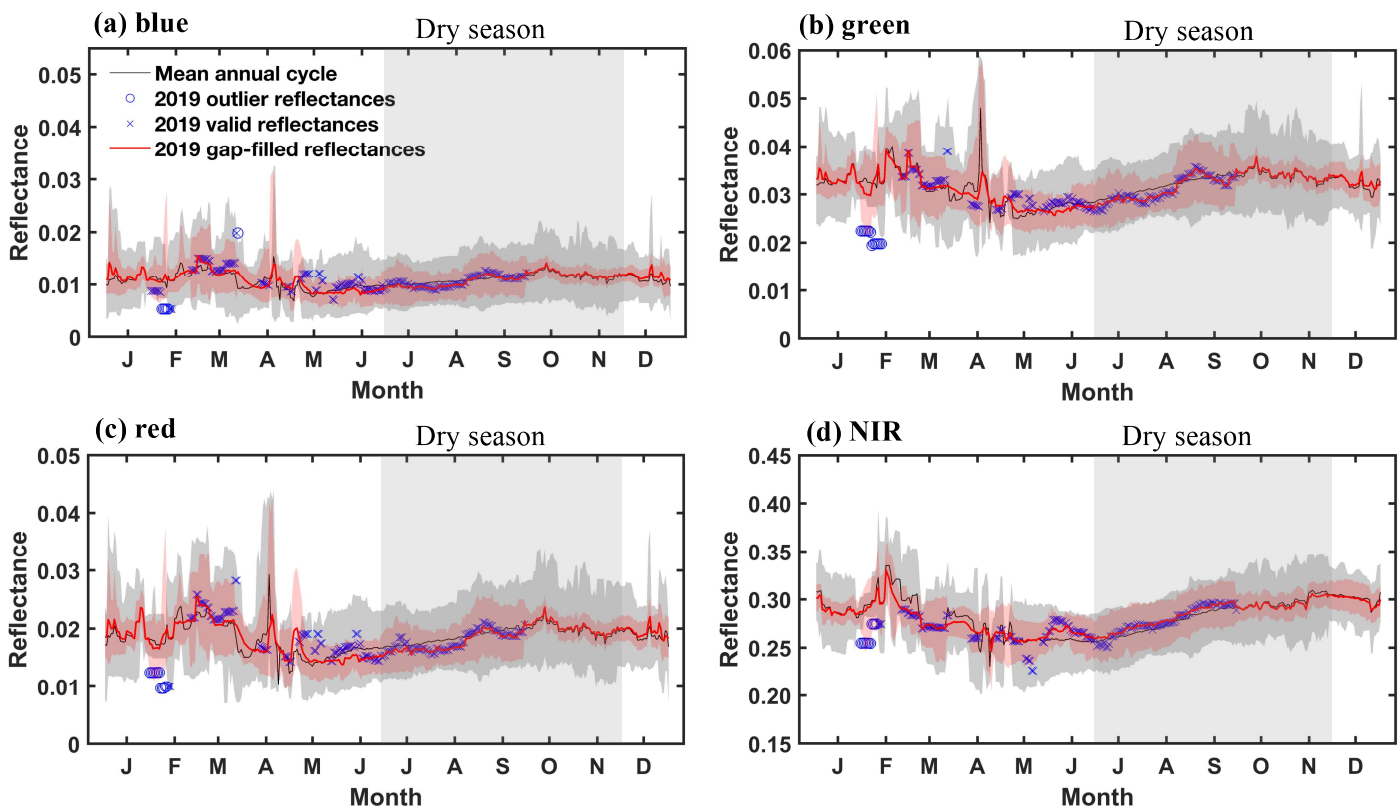 (a) blue
Dry season
Reflectance
0.05
0.04
0.03
0.02
0.01
0
Mean annual cycle
2019 outlier reflectances
2019 valid reflectances
2019 gap-filled reflectances
J F M A M J J A S O N D
Month
(b) green
Dry season
Reflectance
0.06
0.05
0.04
0.03
0.02
0.01
0
J F M A M J J A S O N D
Month
(c) red
Dry season
Reflectance
0.05
0.04
0.03
0.02
0.01
0
J F M A M J J A S O N D
Month
(d) NIR
Dry season
Reflectance
0.45
0.40
0.35
0.30
0.25
0.20
0.15
J F M A M J J A S O N D
Month